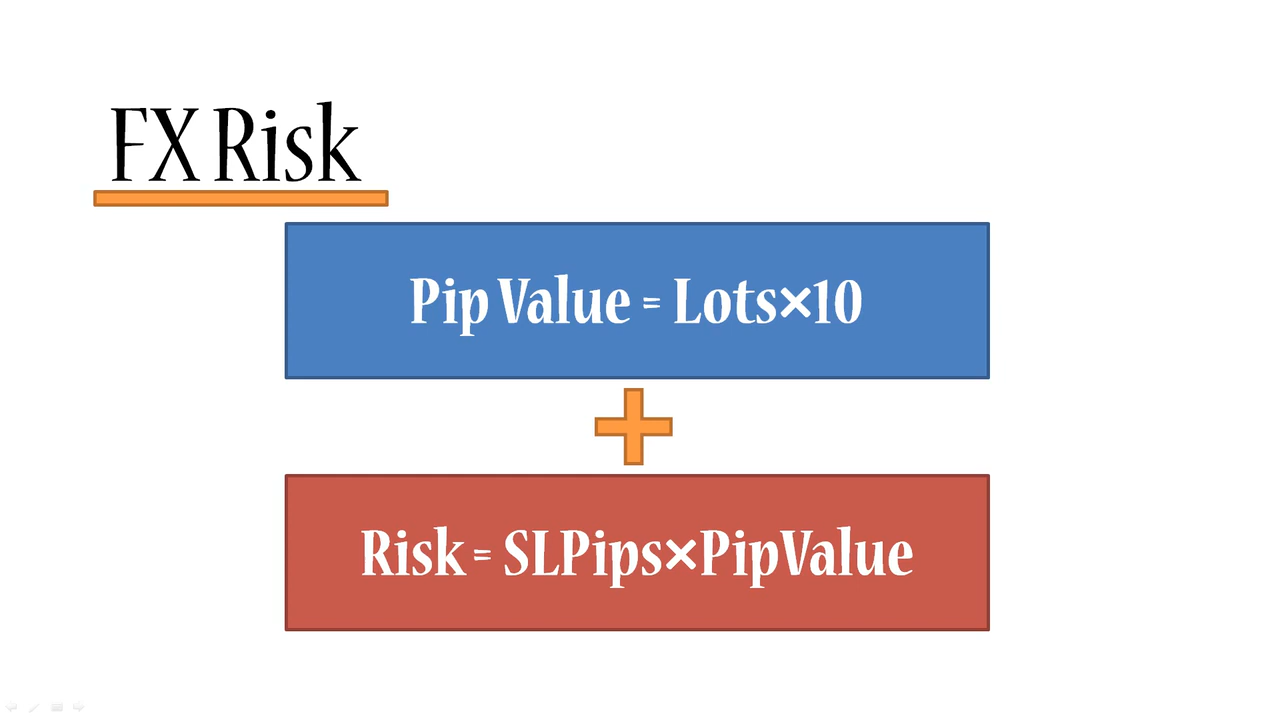 FX Risk
Pip Value = Lots×10
Risk = SLPips×PipValue